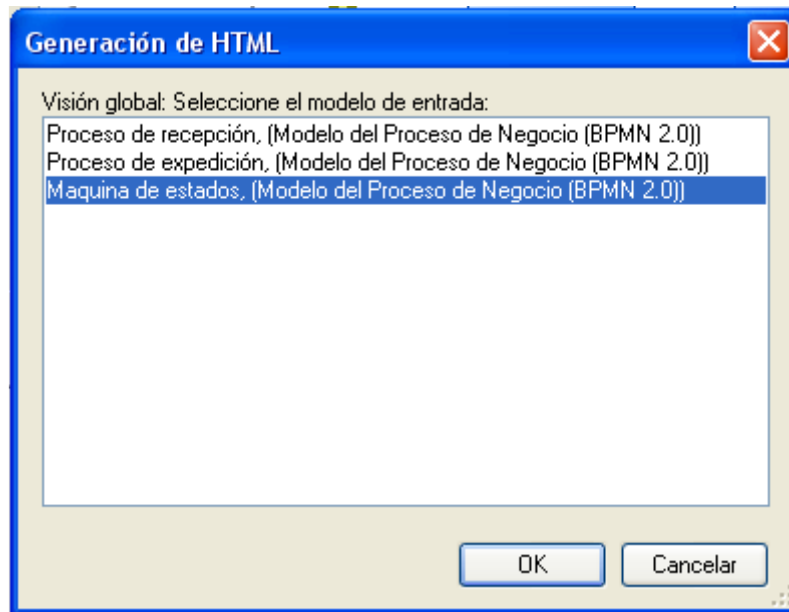 Generación de HTML
Visión global: Seleccione el modelo de entrada:
Proceso de recepción, (Modelo del Proceso de Negocio (BPMN 2.0))
Proceso de expedición, (Modelo del Proceso de Negocio (BPMN 2.0))
Maquina de estados, (Modelo del Proceso de Negocio (BPMN 2.0))
OK Cancelar